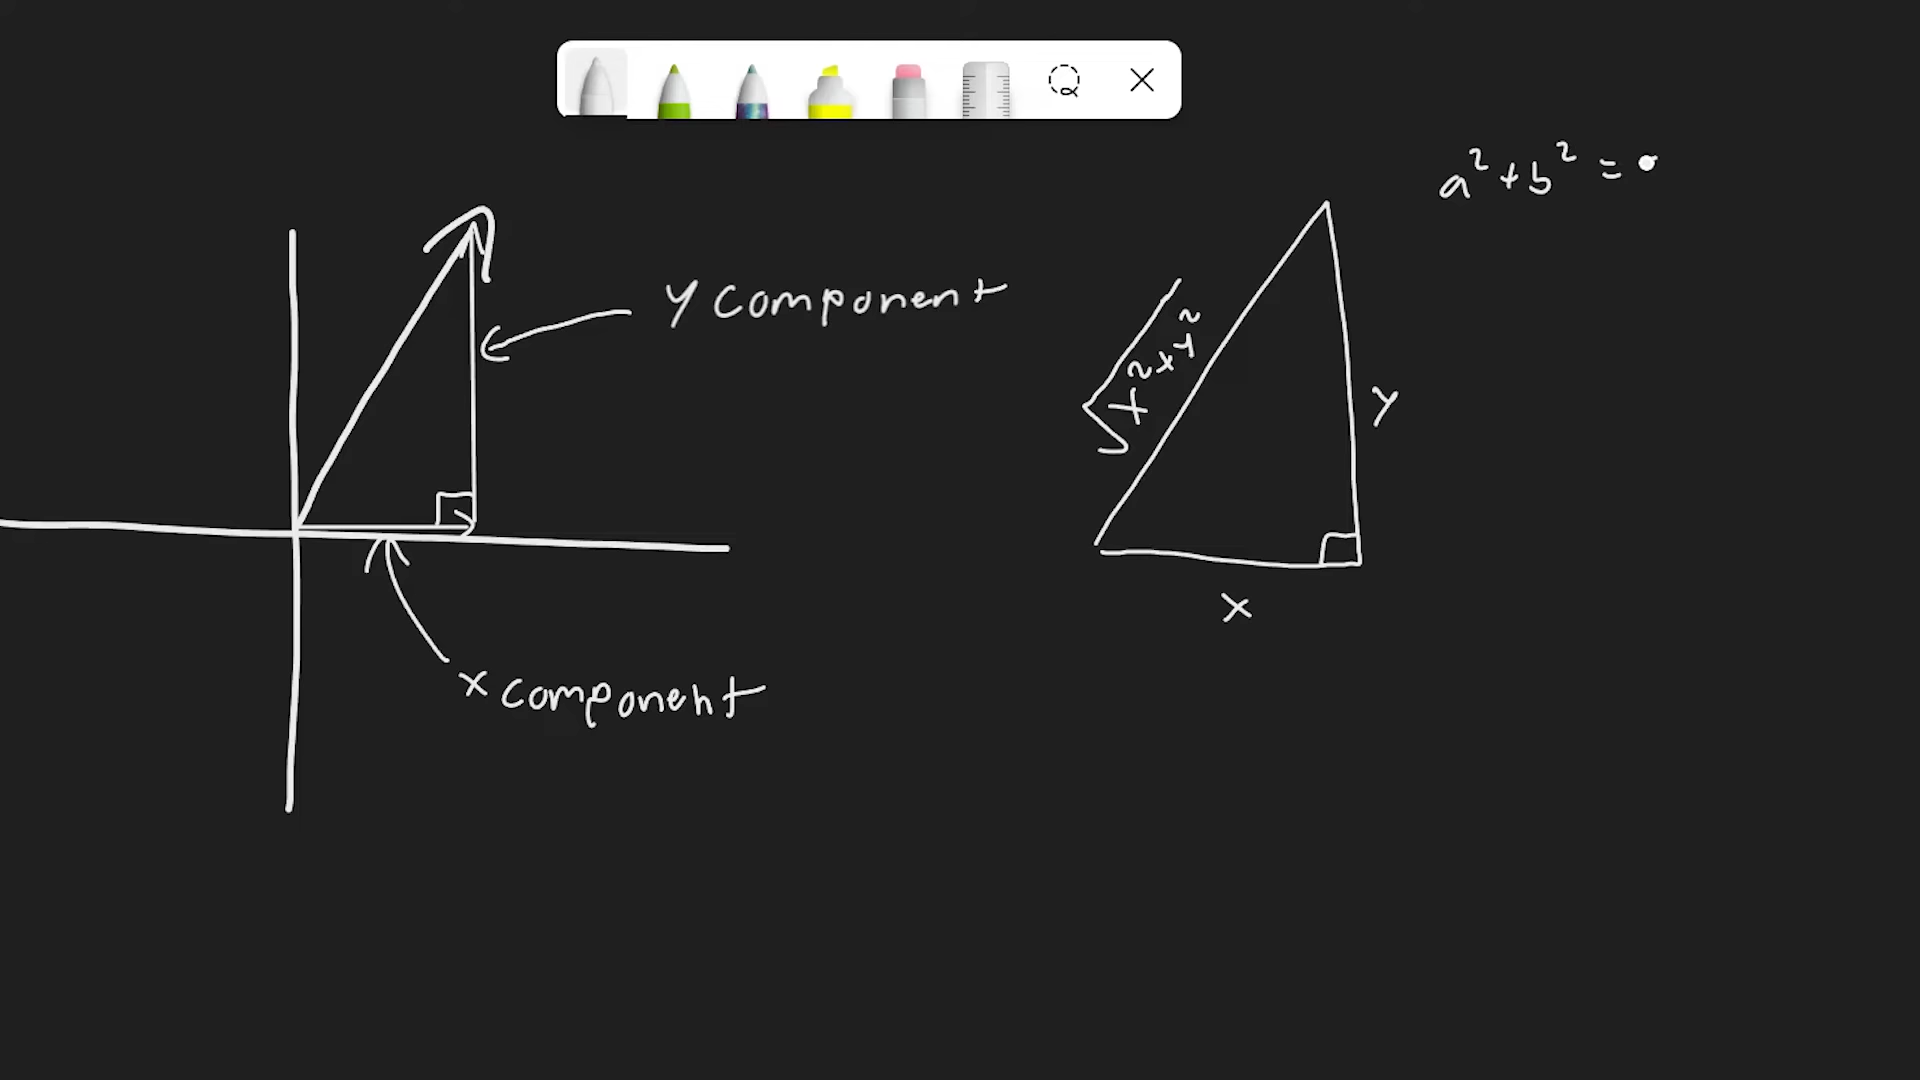 a² + b² =
y component
√x² + y²
y
x
x component